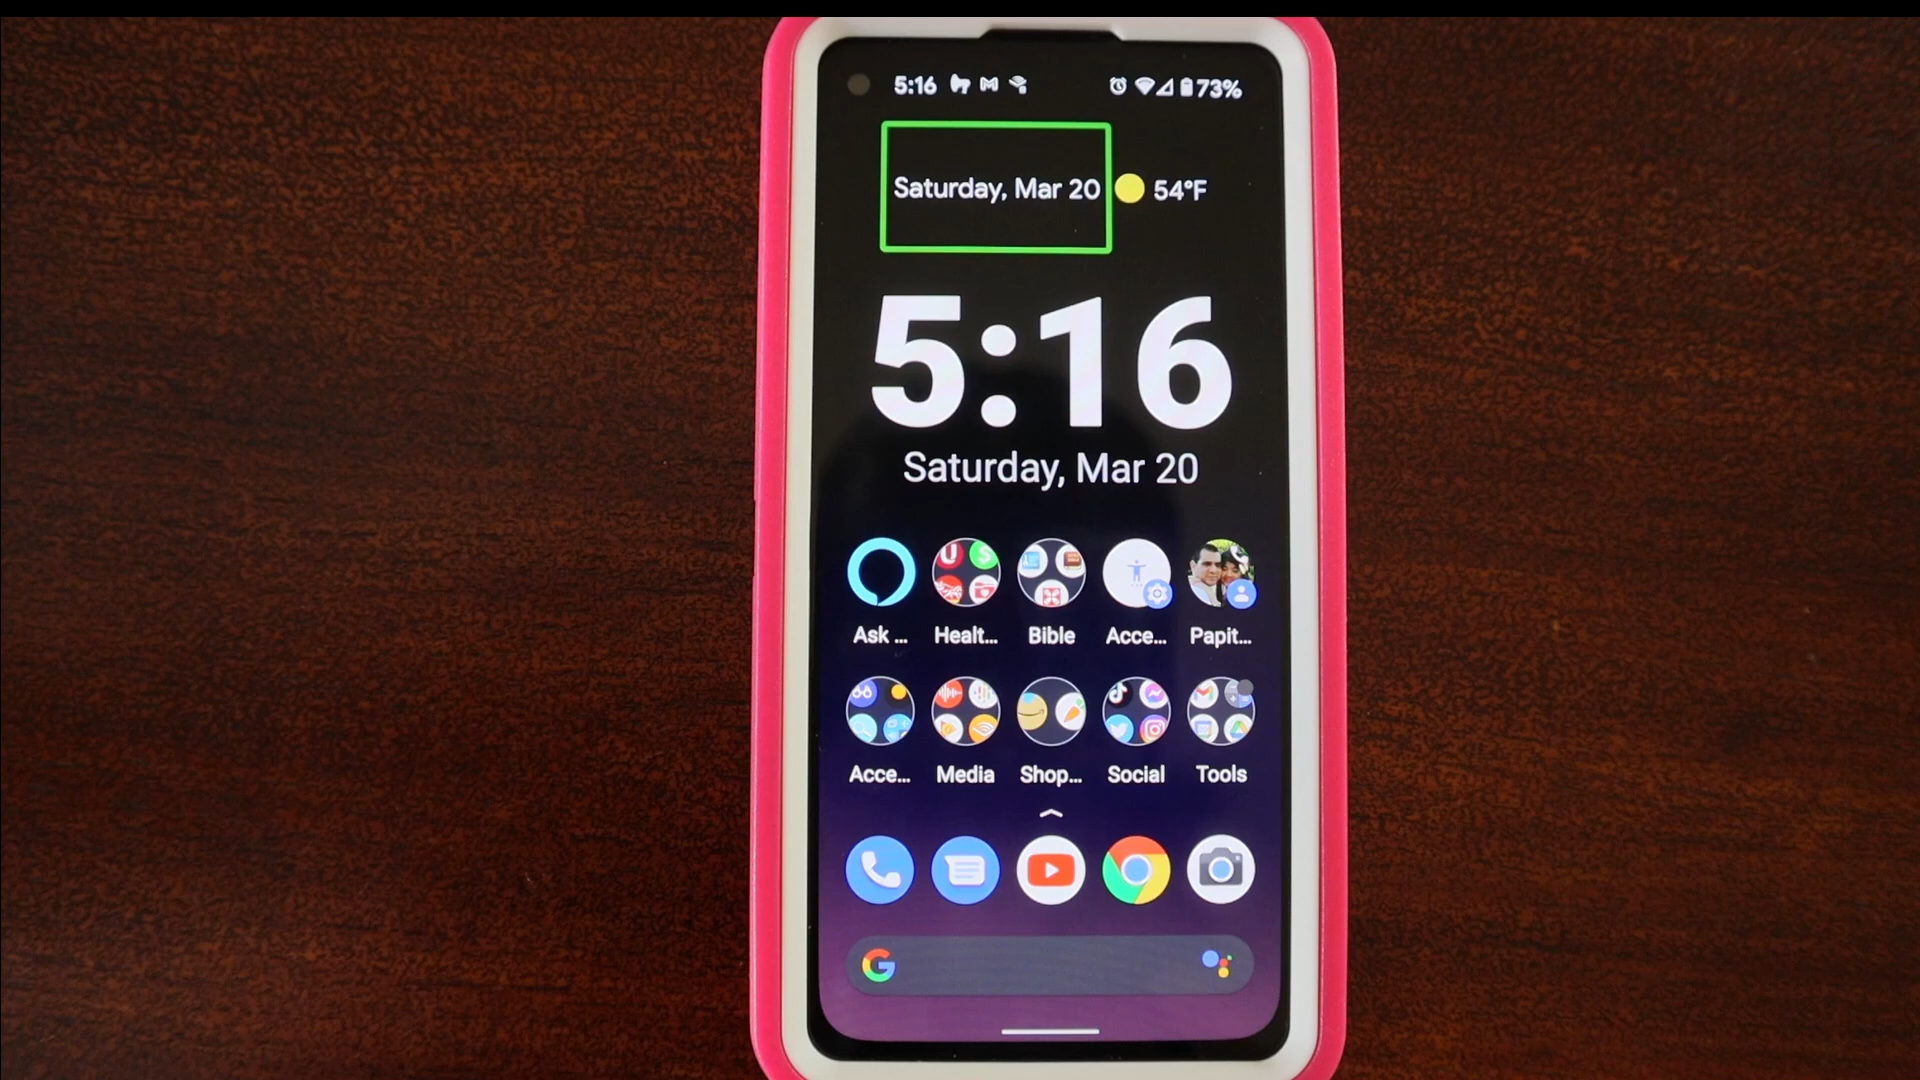 5:16 73%
Saturday, Mar 20 54°F
5:16
Saturday, Mar 20
Ask ... Healt... Bible Acce... Papit...
Acce... Media Shop... Social Tools